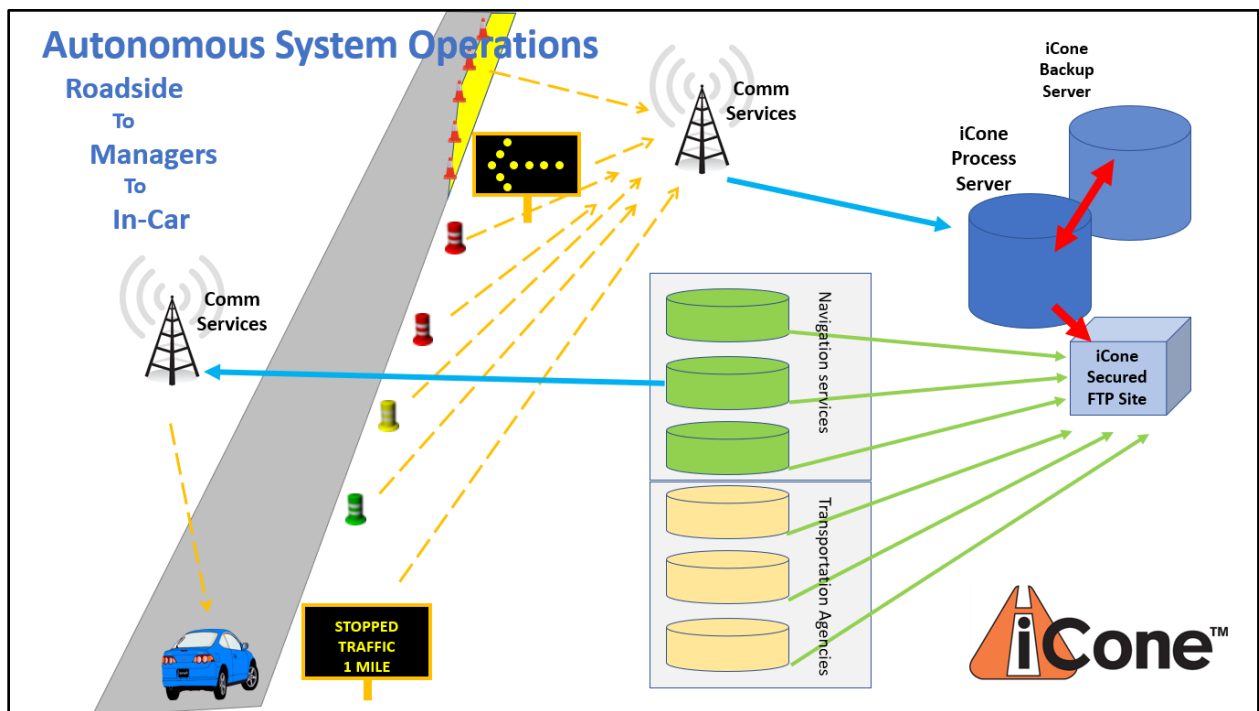 Autonomous System Operations
Roadside
To
Managers
To
In-Car
Comm
Services
Comm
Services
iCone
Backup
Server
iCone
Process
Server
Navigation services
Transportation Agencies
iCone
Secured
FTP Site
STOPPED
TRAFFIC
1 MILE
iCone™